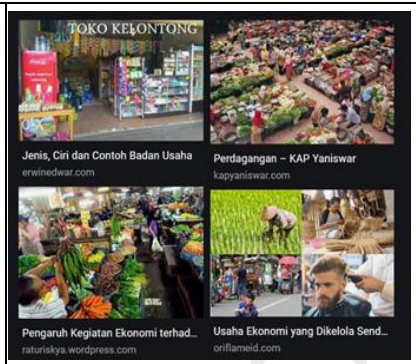 TOKO KELONTONG
Jenis, Ciri dan Contoh Badan Usaha
erwinedwar.com
Perdagangan – KAP Yaniswar
kapyaniswar.com
Pengaruh Kegiatan Ekonomi terhad...
raturiskya.wordpress.com
Usaha Ekonomi yang Dikelola Send...
oriflameid.com